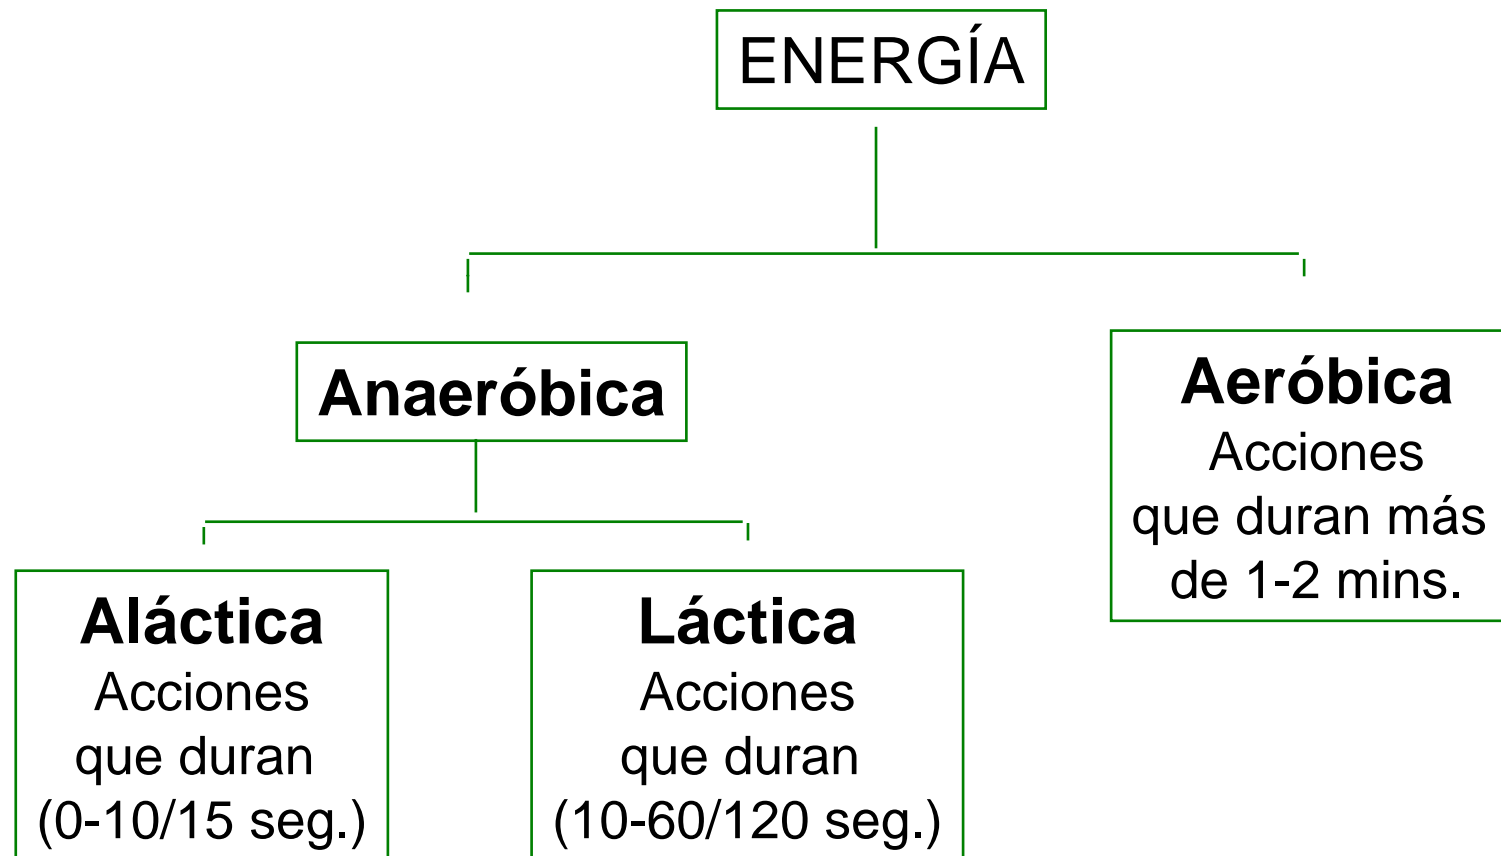 ENERGÍA
Anaeróbica
Aeróbica
Acciones
que duran más
de 1-2 mins.
Aláctica
Acciones
que duran
(0-10/15 seg.)
Láctica
Acciones
que duran
(10-60/120 seg.)